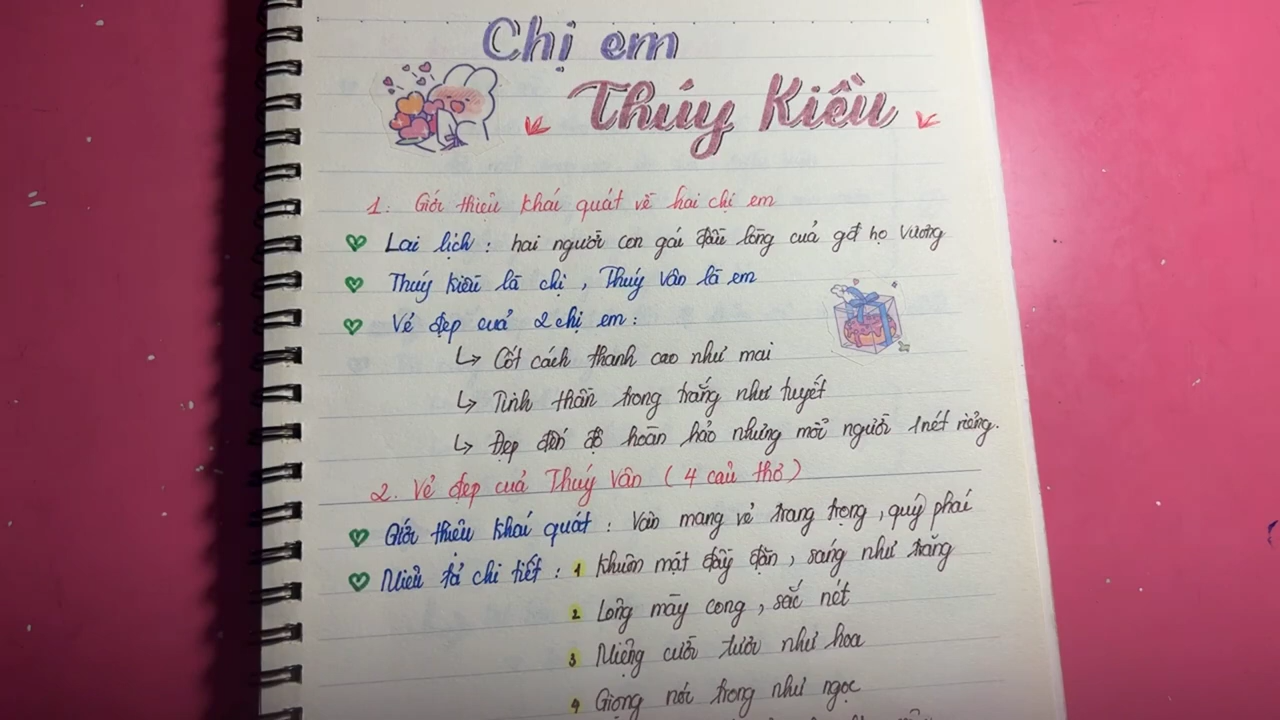 Chị em
Thúy Kiều
1. Giới thiệu khái quát về hai chị em
Lai lịch : hai người con gái đầu lòng của gđ họ Vương
Thúy Kiều là chị , Thúy Vân là em
Vẻ đẹp của 2 chị em :
↳ Cốt cách thanh cao như mai
↳ Tinh thần trong trắng như tuyết
↳ Đẹp đến độ hoàn hảo nhưng mỗi người 1 nét riêng.
2. Vẻ đẹp của Thúy Vân ( 4 câu thơ )
Giới thiệu khái quát : Vân mang vẻ trang trọng , quý phái
Miêu tả chi tiết : 1 Khuôn mặt đầy đặn , sáng như trăng
2 Lông mày cong , sắc nét
3 Miệng cười tươi như hoa
4 Giọng nói trong như ngọc